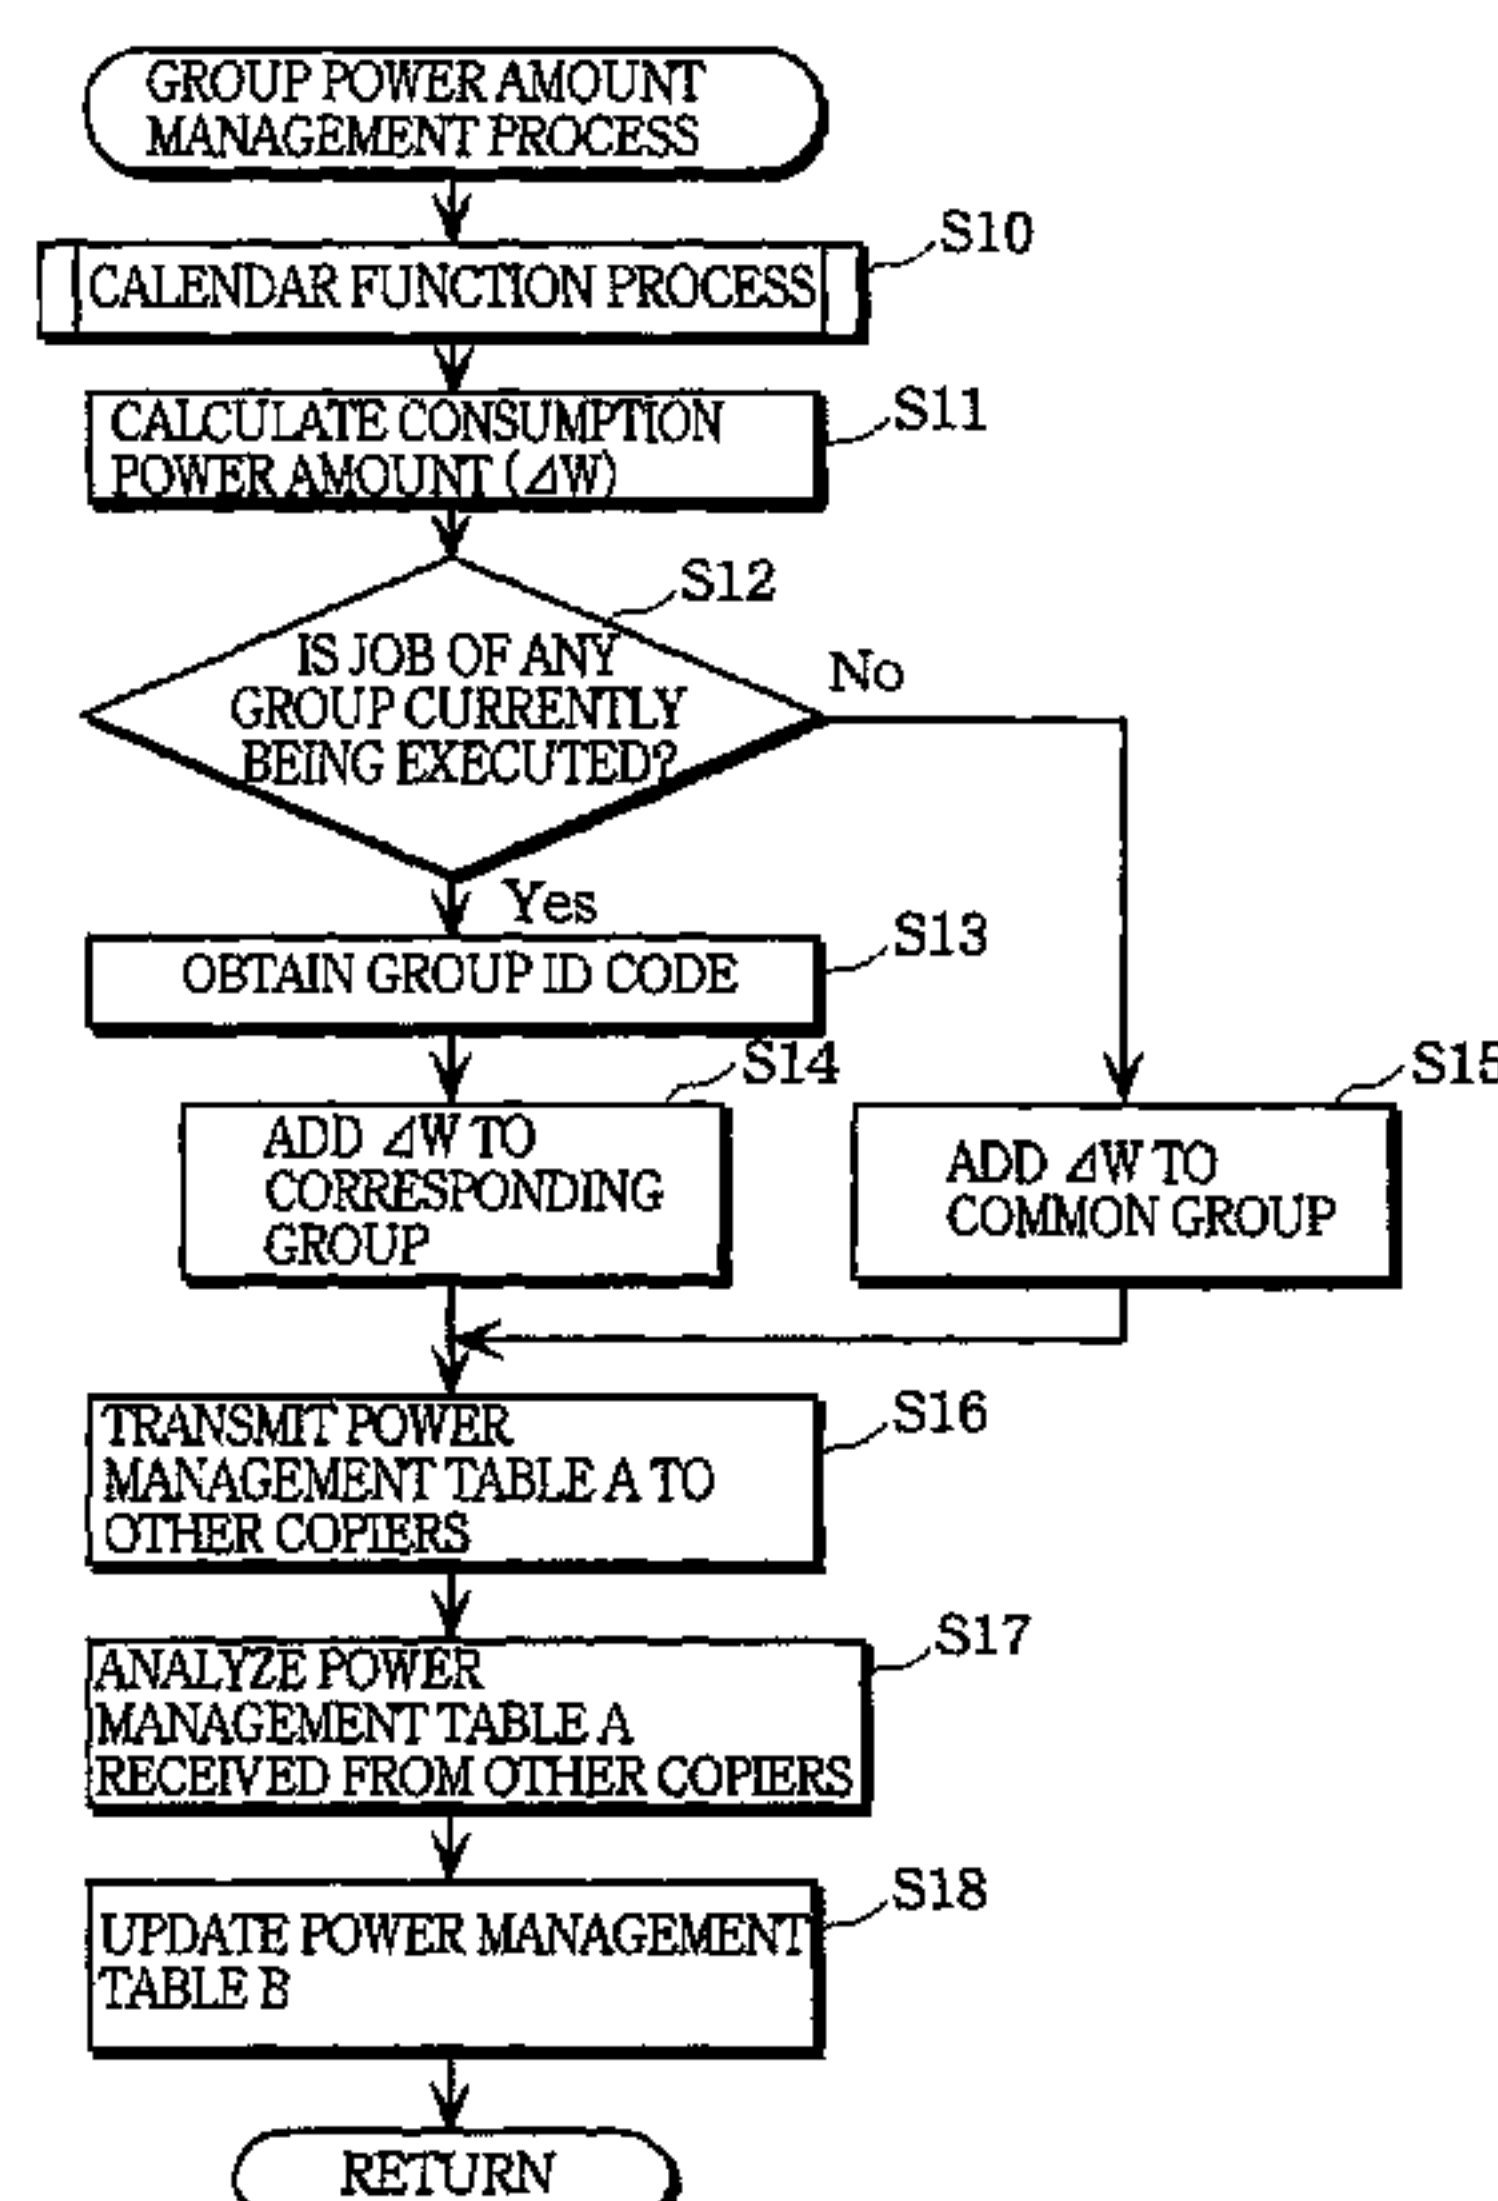 GROUP POWER AMOUNT
MANAGEMENT PROCESS
S10
CALENDAR FUNCTION PROCESS
S11
CALCULATE CONSUMPTION
POWER AMOUNT (⊿W)
S12
IS JOB OF ANY
GROUP CURRENTLY
BEING EXECUTED?
No
Yes
S13
OBTAIN GROUP ID CODE
S14
ADD ⊿W TO
CORRESPONDING
GROUP
S15
ADD ⊿W TO
COMMON GROUP
S16
TRANSMIT POWER
MANAGEMENT TABLE A TO
OTHER COPIERS
S17
ANALYZE POWER
MANAGEMENT TABLE A
RECEIVED FROM OTHER COPIERS
S18
UPDATE POWER MANAGEMENT
TABLE B
RETURN